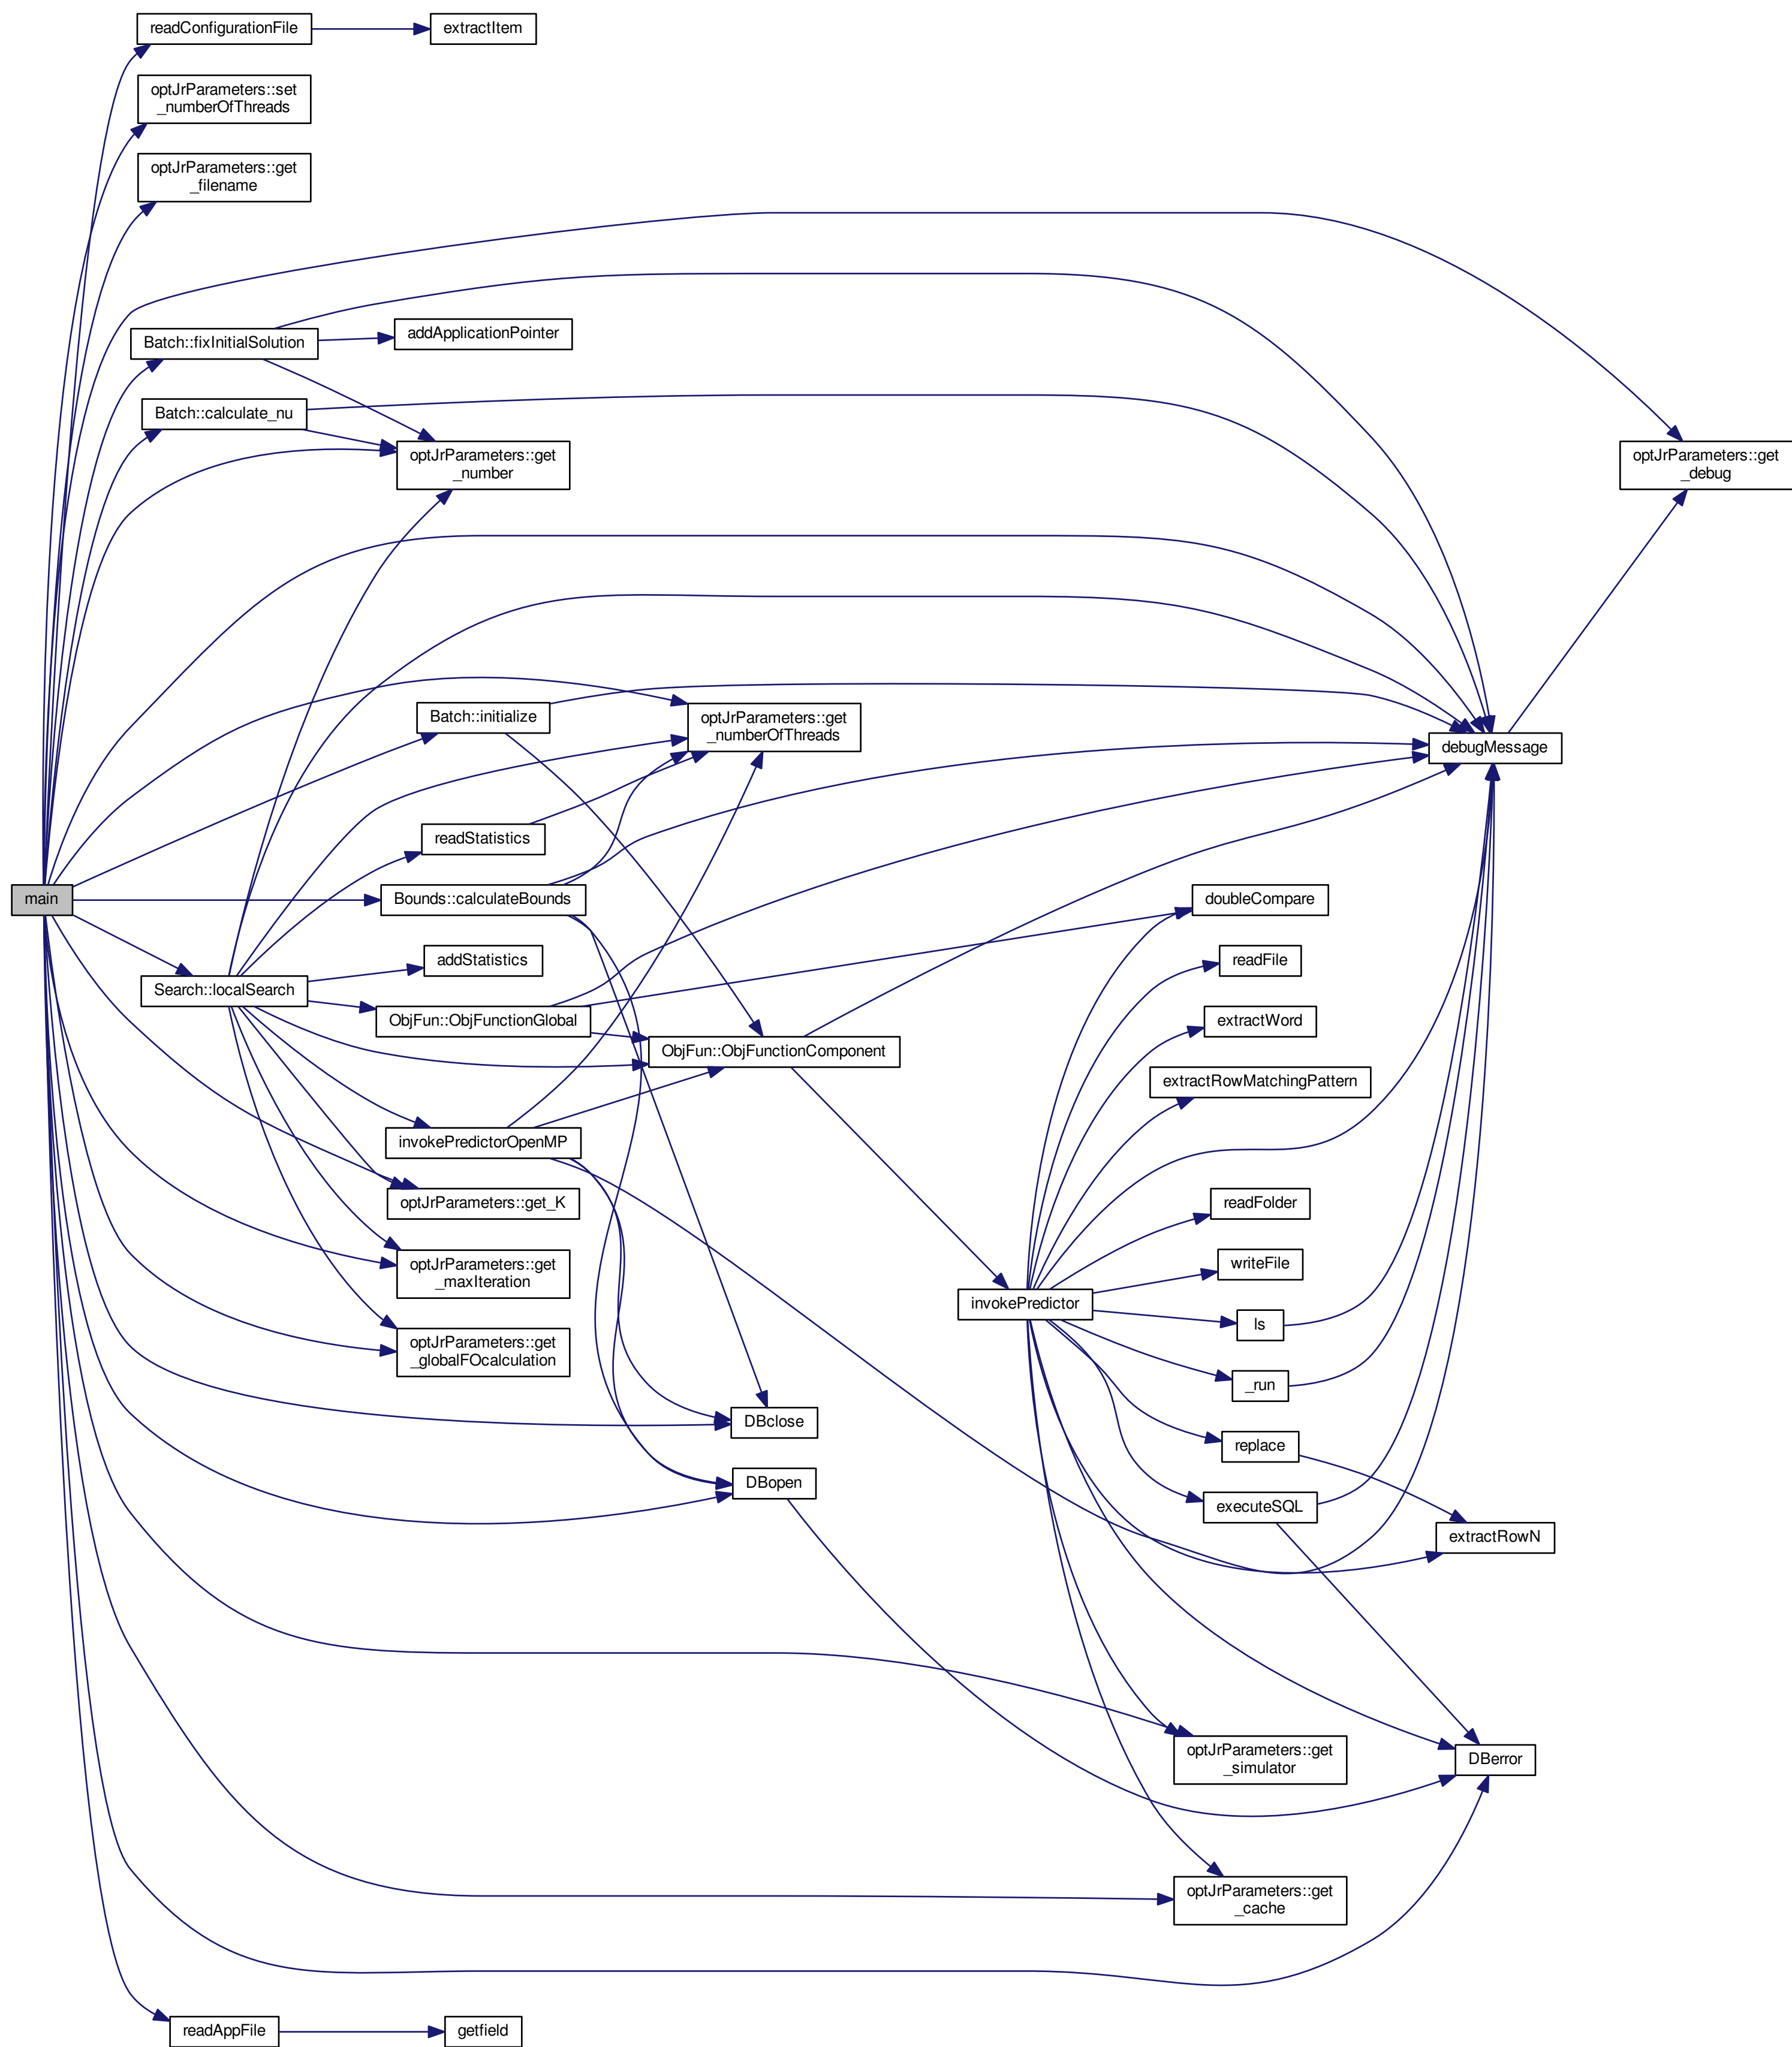 readConfigurationFile
extractItem
optJrParameters::set
_numberOfThreads
optJrParameters::get
_filename
Batch::fixInitialSolution
addApplicationPointer
Batch::calculate_nu
optJrParameters::get
_number
optJrParameters::get
_debug
Batch::initialize
optJrParameters::get
_numberOfThreads
debugMessage
readStatistics
main
Bounds::calculateBounds
doubleCompare
addStatistics
readFile
Search::localSearch
ObjFun::ObjFunctionGlobal
extractWord
ObjFun::ObjFunctionComponent
extractRowMatchingPattern
invokePredictorOpenMP
optJrParameters::get_K
readFolder
optJrParameters::get
_maxIteration
writeFile
invokePredictor
ls
optJrParameters::get
_globalFOcalculation
_run
DBclose
replace
DBopen
executeSQL
extractRowN
optJrParameters::get
_simulator
DBerror
optJrParameters::get
_cache
readAppFile
getfield